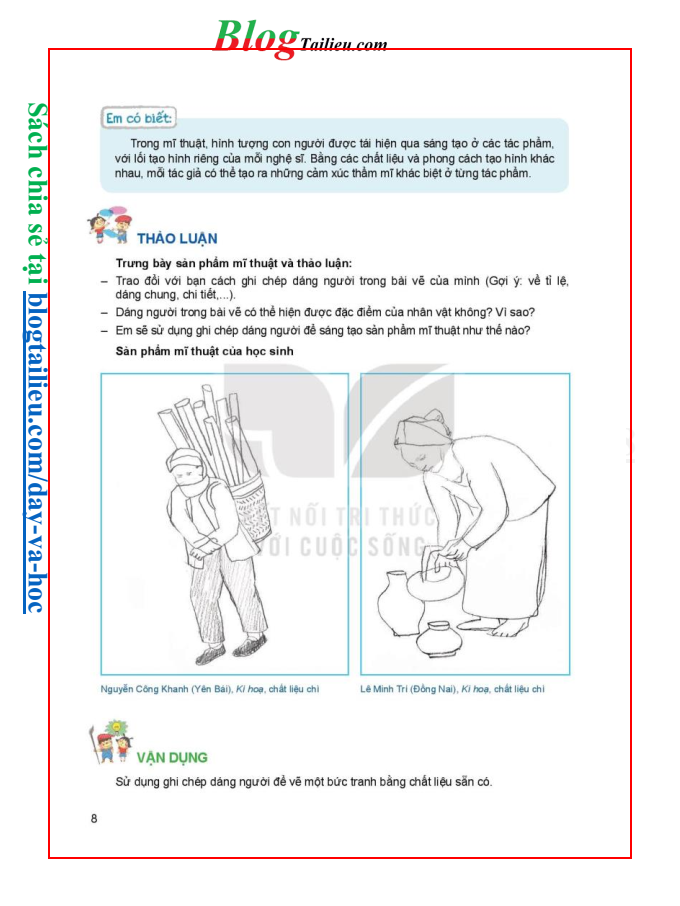 Blog Tailieu.com
Sách chia sẻ tại blogtailieu.com/day-va-hoc
Em có biết:
Trong mĩ thuật, hình tượng con người được tái hiện qua sáng tạo ở các tác phẩm,
với lối tạo hình riêng của mỗi nghệ sĩ. Bằng các chất liệu và phong cách tạo hình khác
nhau, mỗi tác giả có thể tạo ra những cảm xúc thẩm mĩ khác biệt ở từng tác phẩm.
THẢO LUẬN
Trưng bày sản phẩm mĩ thuật và thảo luận:
– Trao đổi với bạn cách ghi chép dáng người trong bài vẽ của mình (Gợi ý: về tỉ lệ,
dáng chung, chi tiết,...).
– Dáng người trong bài vẽ có thể hiện được đặc điểm của nhân vật không? Vì sao?
– Em sẽ sử dụng ghi chép dáng người để sáng tạo sản phẩm mĩ thuật như thế nào?
Sản phẩm mĩ thuật của học sinh
ẾT NỐI TRI THỨC
ỚI CUỘC SỐNG
Nguyễn Công Khanh (Yên Bái), Kí hoạ, chất liệu chì
Lê Minh Trí (Đồng Nai), Kí hoạ, chất liệu chì
VẬN DỤNG
Sử dụng ghi chép dáng người để vẽ một bức tranh bằng chất liệu sẵn có.
8